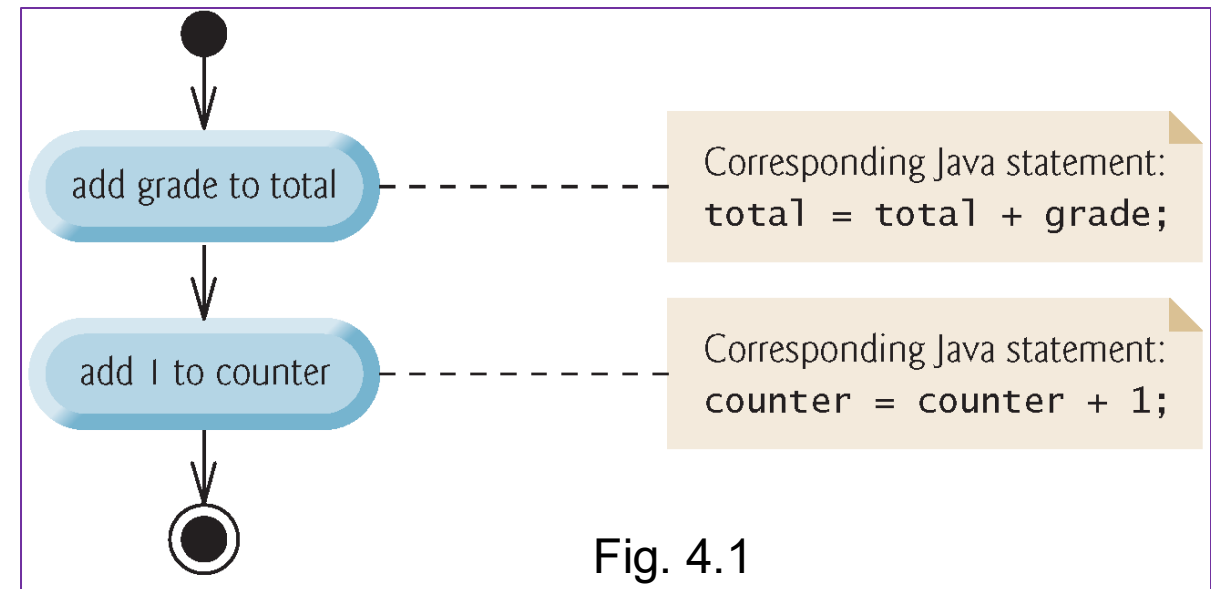 add grade to total
Corresponding Java statement:
total = total + grade;
add 1 to counter
Corresponding Java statement:
counter = counter + 1;
Fig. 4.1